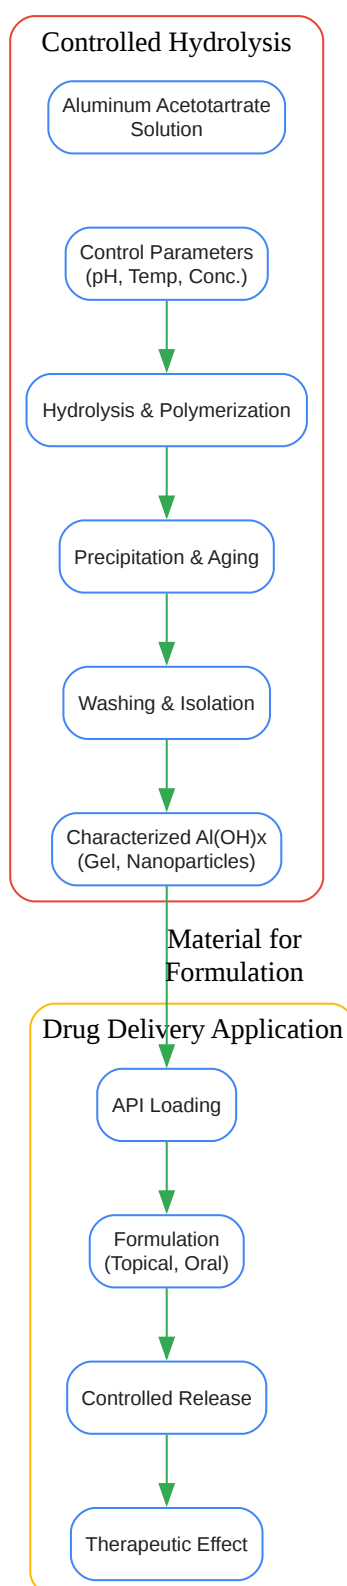 Controlled Hydrolysis
Aluminum Acetotartrate
Solution
Control Parameters
(pH, Temp, Conc.)
Hydrolysis & Polymerization
Precipitation & Aging
Washing & Isolation
Characterized Al(OH)x
(Gel, Nanoparticles)
Material for
Formulation
Drug Delivery Application
API Loading
Formulation
(Topical, Oral)
Controlled Release
Therapeutic Effect